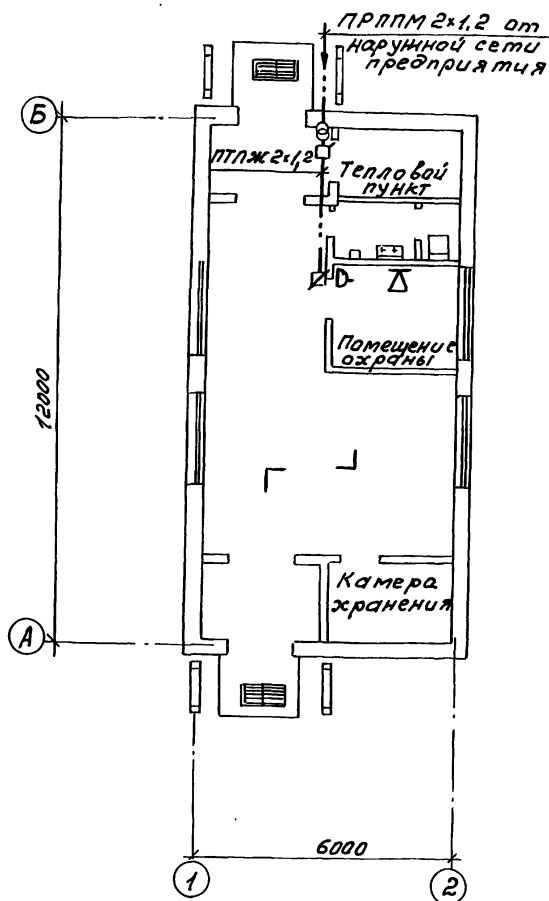 ПРППМ 2×1,2 от
наружной сети
предприятия
Б
ПТПЖ 2×1,2
Тепловой
пункт
Помещение
охраны
12000
Камера
хранения
А
6000
1
2